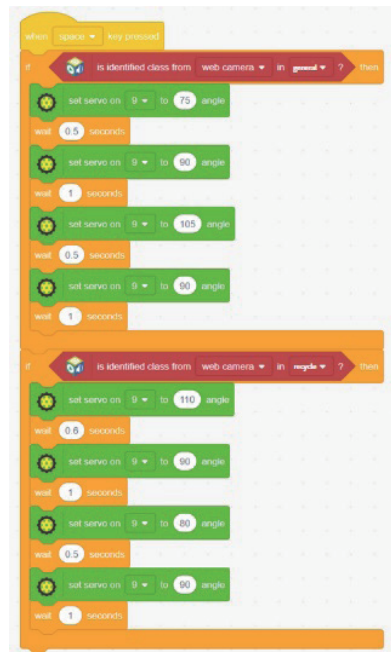 when space key pressed
if is identified class from web camera in general ? then
set servo on 9 to 75 angle
wait 0.5 seconds
set servo on 9 to 90 angle
wait 1 seconds
set servo on 9 to 105 angle
wait 0.5 seconds
set servo on 9 to 90 angle
wait 1 seconds
if is identified class from web camera in recycle ? then
set servo on 9 to 110 angle
wait 0.6 seconds
set servo on 9 to 90 angle
wait 1 seconds
set servo on 9 to 80 angle
wait 0.5 seconds
set servo on 9 to 90 angle
wait 1 seconds